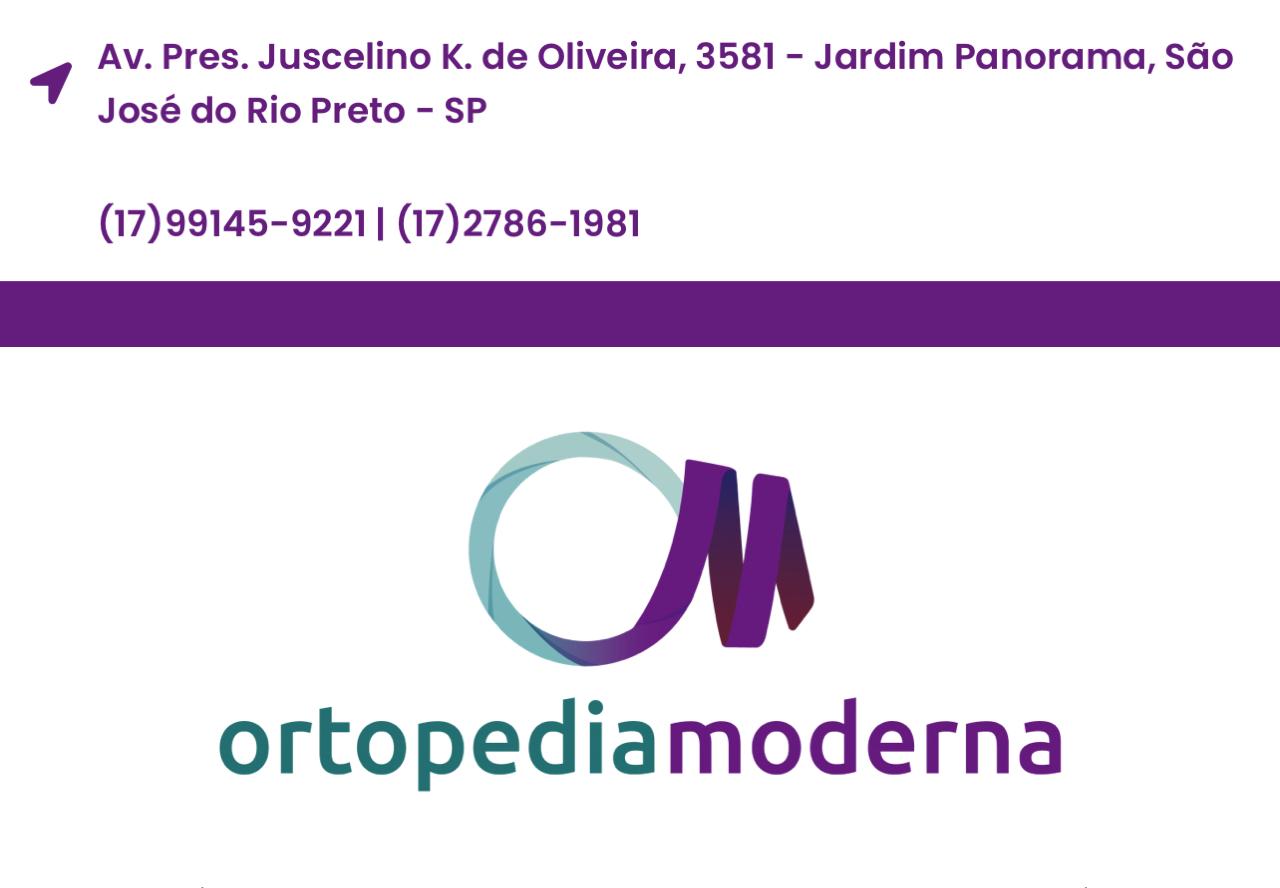 Av. Pres. Juscelino K. de Oliveira, 3581 - Jardim Panorama, São
José do Rio Preto - SP
(17)99145-9221 | (17)2786-1981
ortopediamoderna